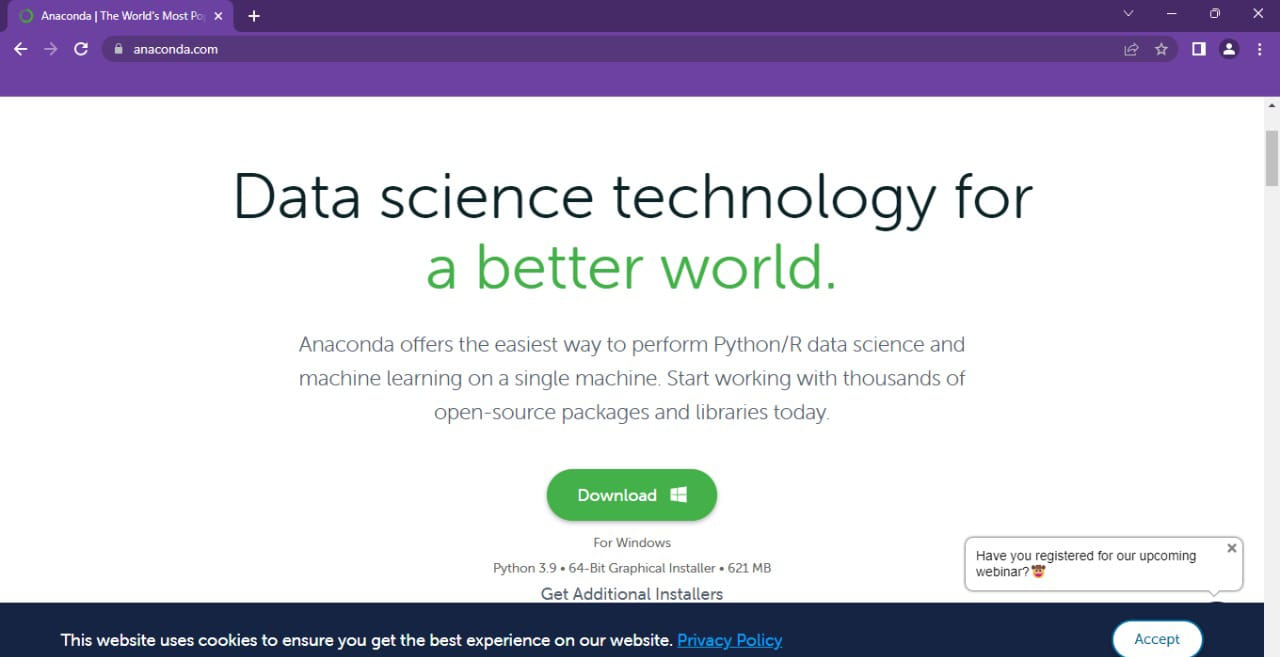 Anaconda | The World's Most Po
anaconda.com
Data science technology for
a better world.
Anaconda offers the easiest way to perform Python/R data science and
machine learning on a single machine. Start working with thousands of
open-source packages and libraries today.
Download
For Windows
Python 3.9 • 64-Bit Graphical Installer • 621 MB
Get Additional Installers
Have you registered for our upcoming
webinar?🤠
This website uses cookies to ensure you get the best experience on our website. Privacy Policy
Accept